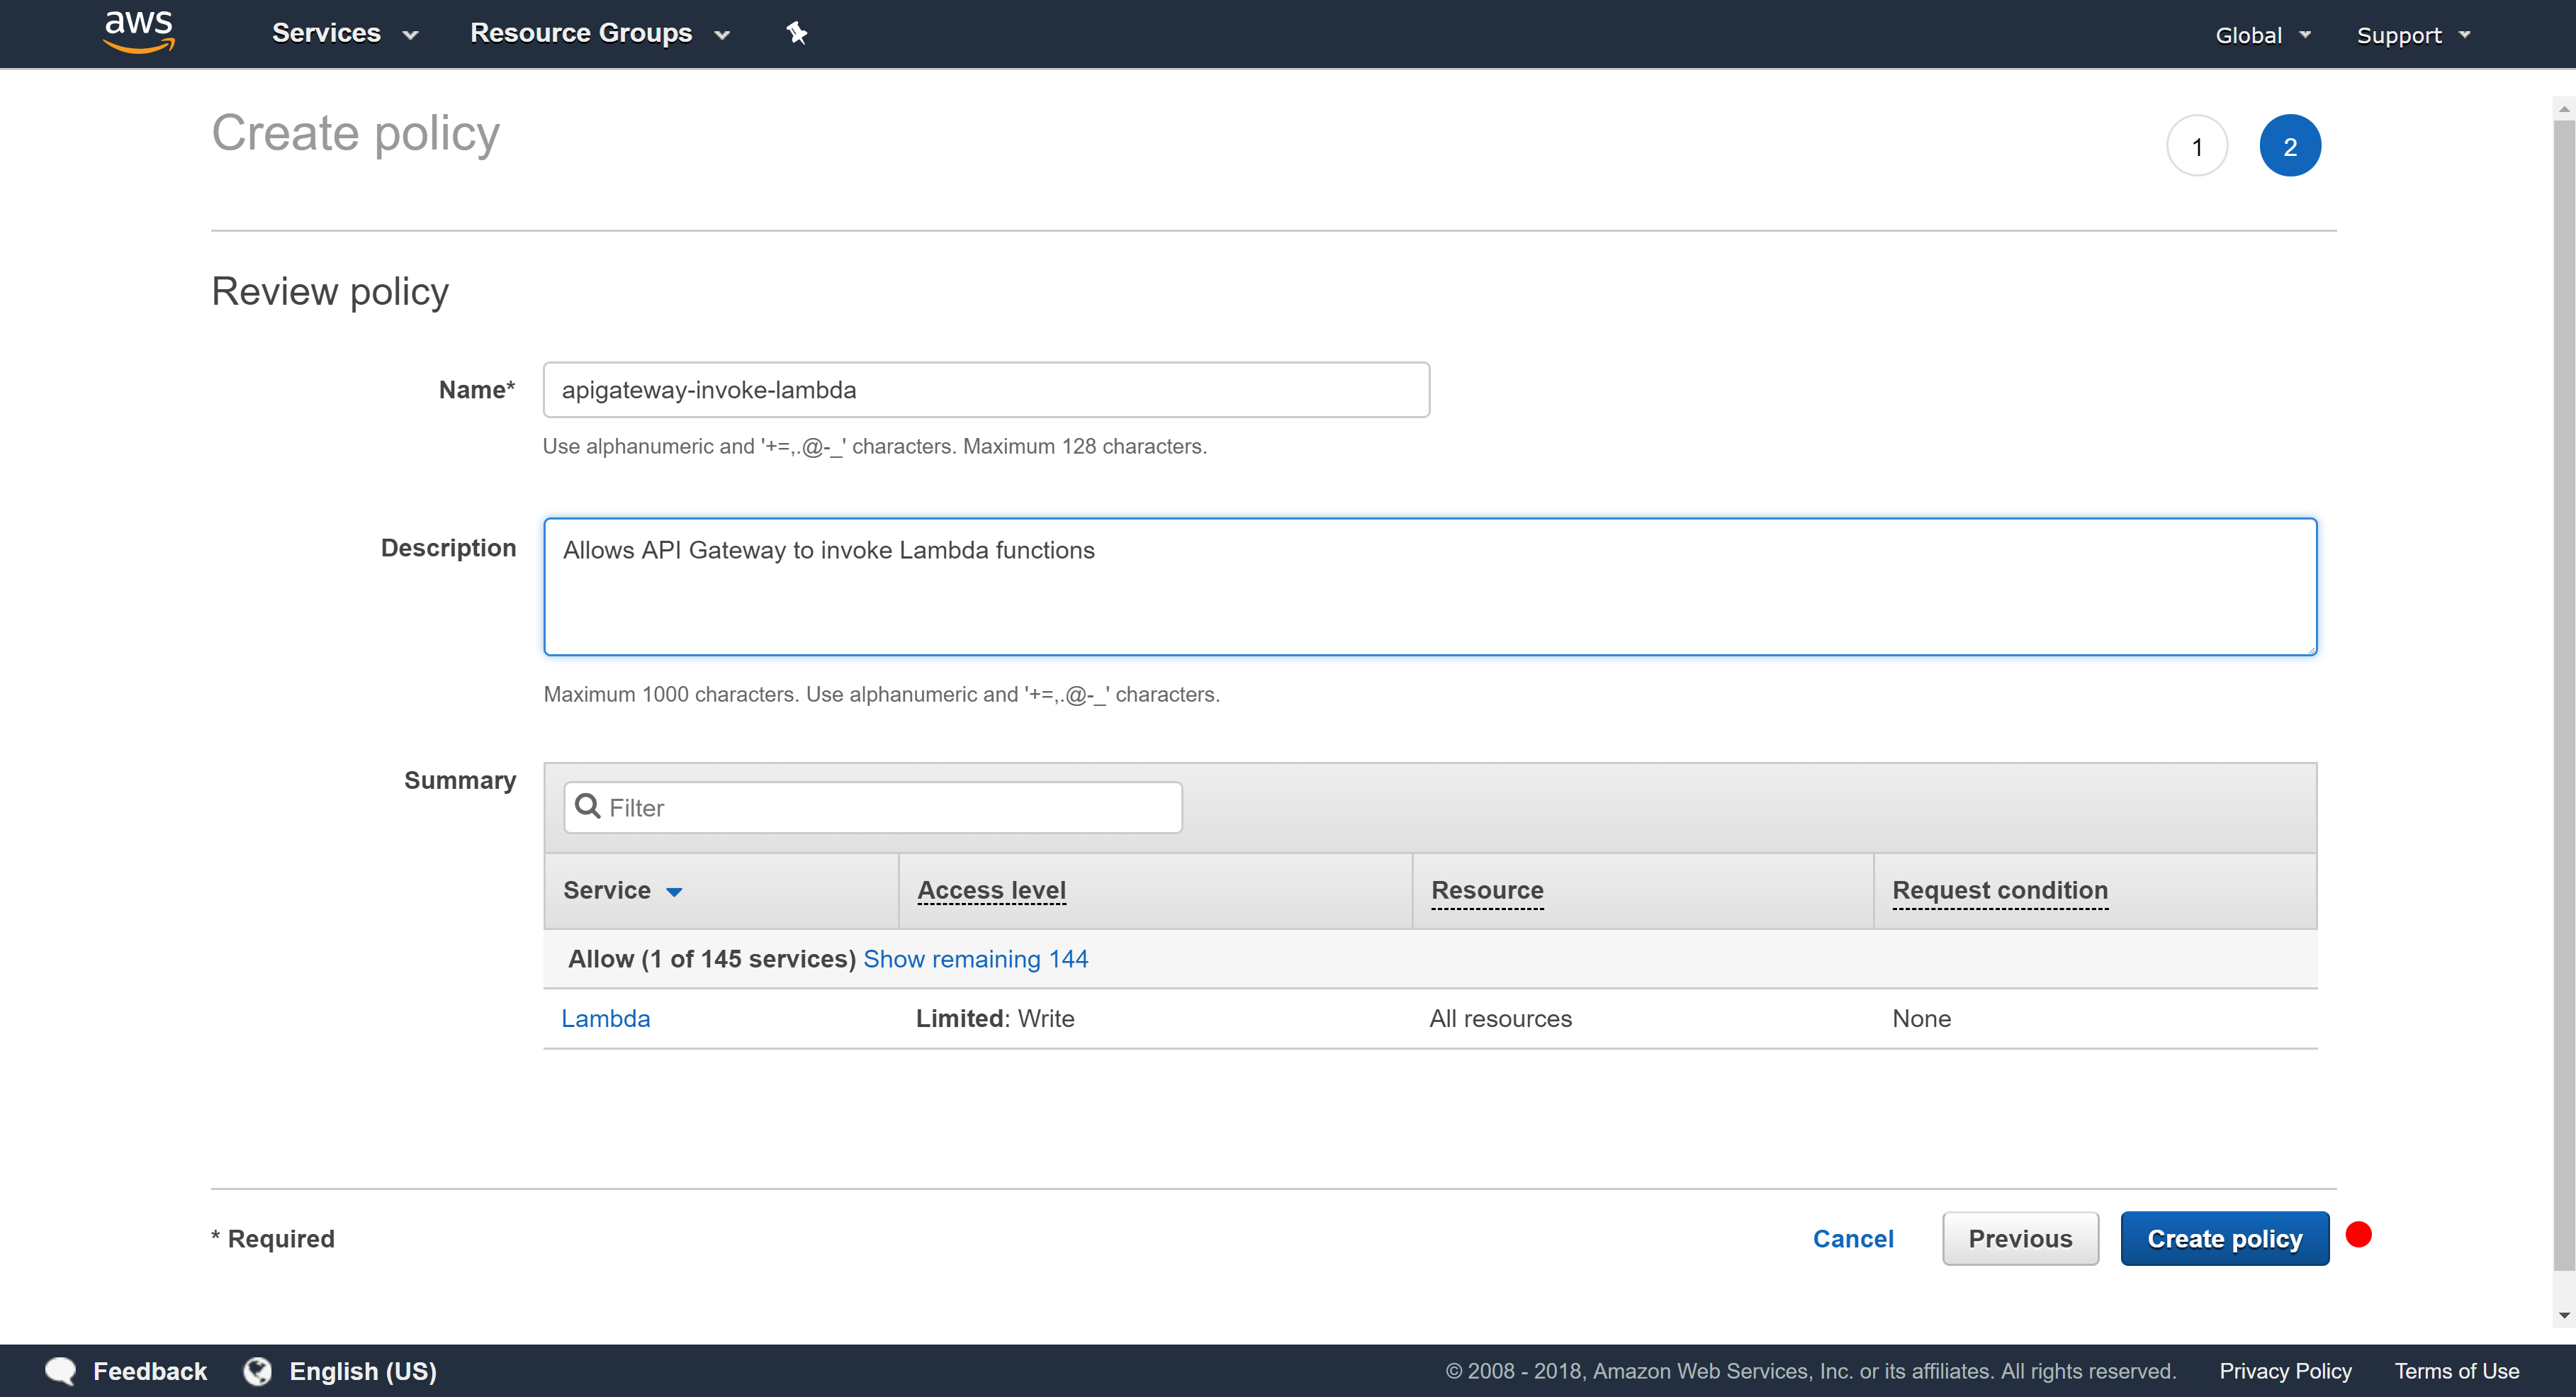 aws Services Resource Groups Global Support
Create policy
1 2
Review policy
Name* apigateway-invoke-lambda
Use alphanumeric and '+=,.@-_' characters. Maximum 128 characters.
Description Allows API Gateway to invoke Lambda functions
Maximum 1000 characters. Use alphanumeric and '+=,.@-_' characters.
Summary
Filter
Service Access level Resource Request condition
Allow (1 of 145 services) Show remaining 144
Lambda Limited: Write All resources None
* Required Cancel Previous Create policy
Feedback English (US) © 2008 - 2018, Amazon Web Services, Inc. or its affiliates. All rights reserved. Privacy Policy Terms of Use